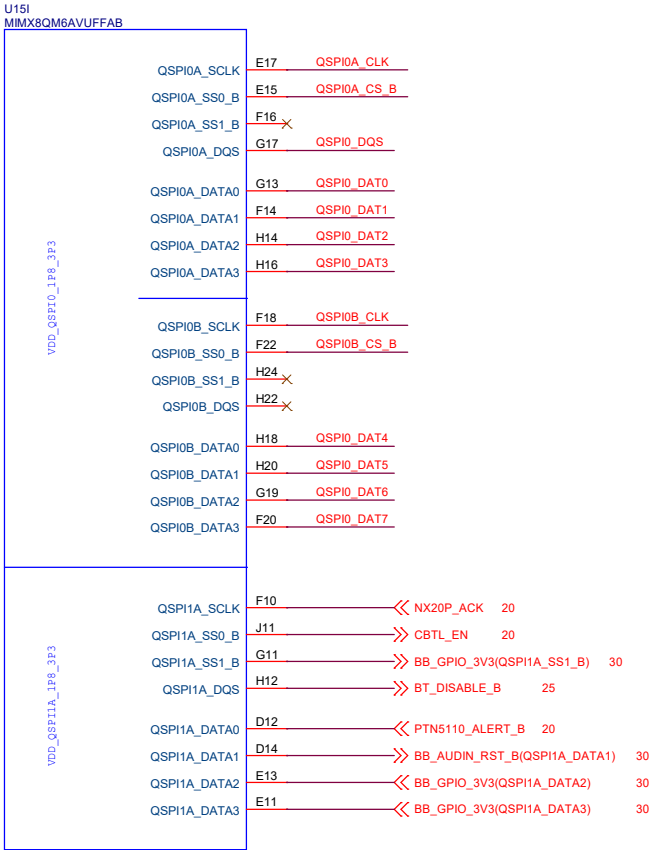 U15I
MIMX8QM6AVUFFAB
VDD_QSPI0_1P8_3P3
QSPI0A_SCLK E17 QSPI0A_CLK
QSPI0A_SS0_B E15 QSPI0A_CS_B
QSPI0A_SS1_B F16
QSPI0A_DQS G17 QSPI0_DQS
QSPI0A_DATA0 G13 QSPI0_DAT0
QSPI0A_DATA1 F14 QSPI0_DAT1
QSPI0A_DATA2 H14 QSPI0_DAT2
QSPI0A_DATA3 H16 QSPI0_DAT3
QSPI0B_SCLK F18 QSPI0B_CLK
QSPI0B_SS0_B F22 QSPI0B_CS_B
QSPI0B_SS1_B H24
QSPI0B_DQS H22
QSPI0B_DATA0 H18 QSPI0_DAT4
QSPI0B_DATA1 H20 QSPI0_DAT5
QSPI0B_DATA2 G19 QSPI0_DAT6
QSPI0B_DATA3 F20 QSPI0_DAT7
VDD_QSPI1A_1P8_3P3
QSPI1A_SCLK F10 NX20P_ACK 20
QSPI1A_SS0_B J11 CBTL_EN 20
QSPI1A_SS1_B G11 BB_GPIO_3V3(QSPI1A_SS1_B) 30
QSPI1A_DQS H12 BT_DISABLE_B 25
QSPI1A_DATA0 D12 PTN5110_ALERT_B 20
QSPI1A_DATA1 D14 BB_AUDIN_RST_B(QSPI1A_DATA1) 30
QSPI1A_DATA2 E13 BB_GPIO_3V3(QSPI1A_DATA2) 30
QSPI1A_DATA3 E11 BB_GPIO_3V3(QSPI1A_DATA3) 30